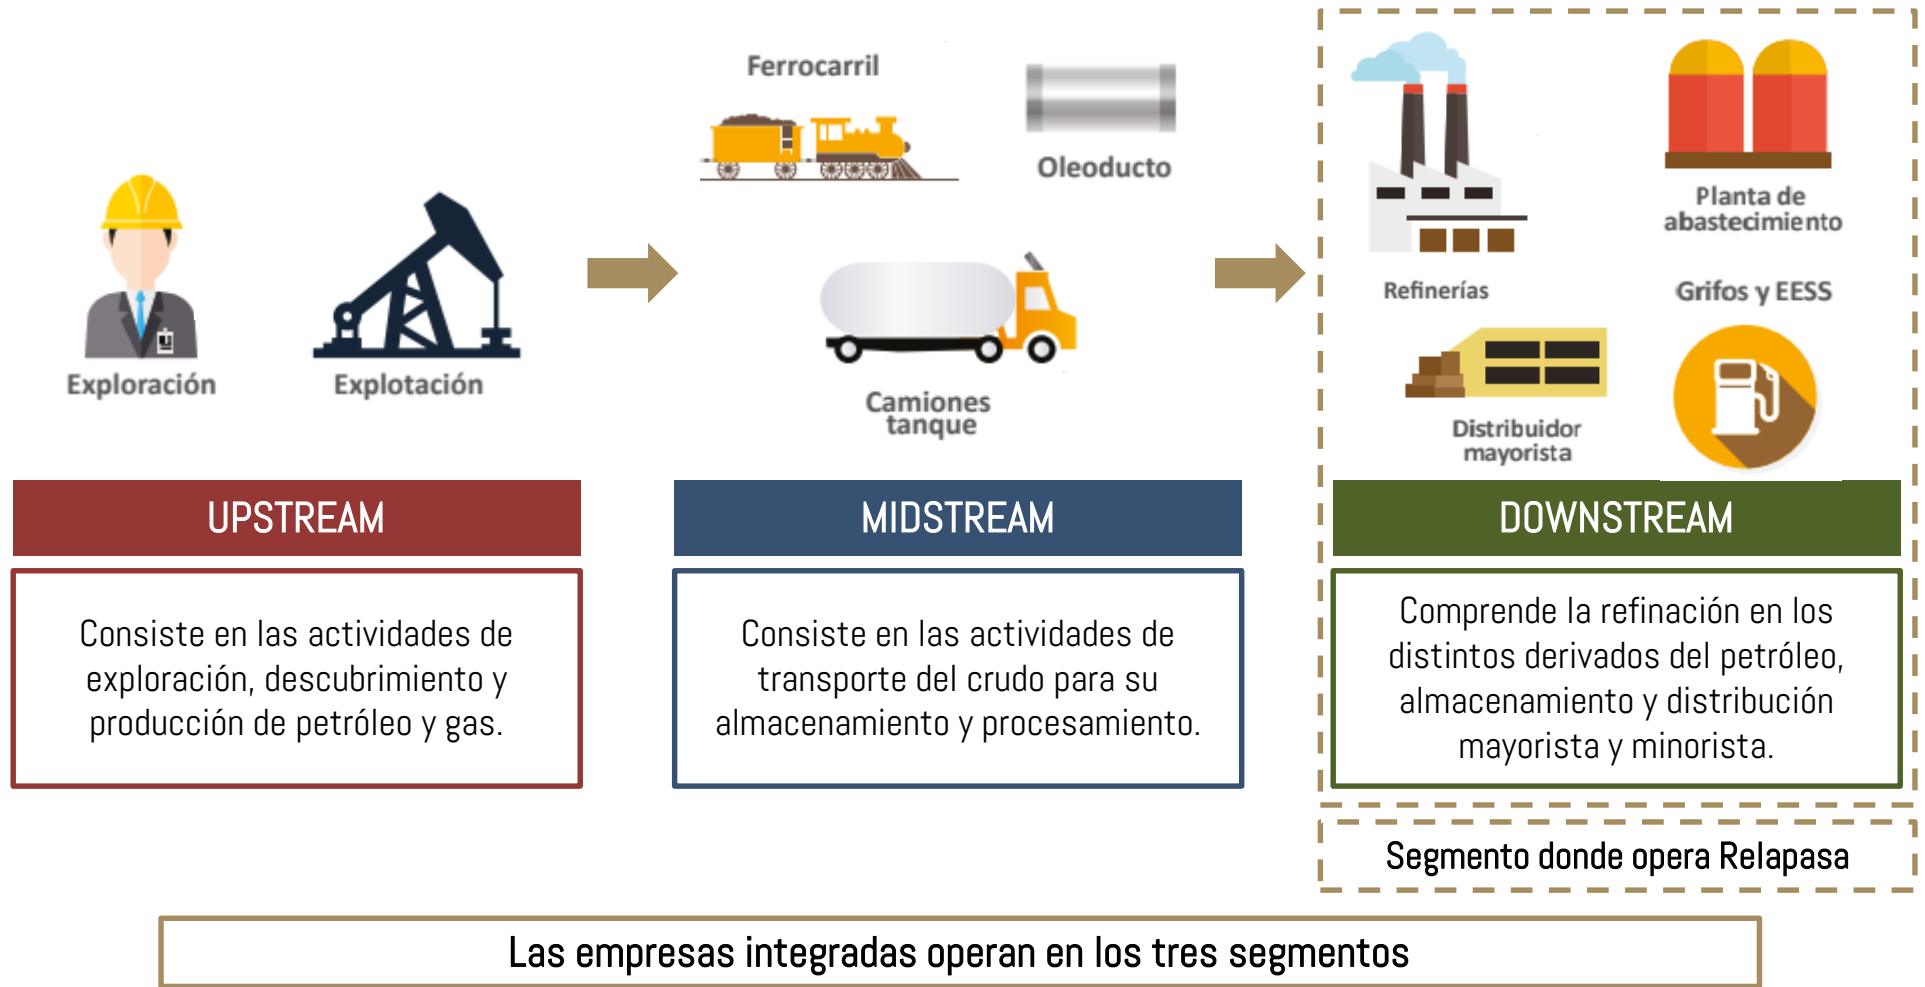 Ferrocarril
Oleoducto
Exploración
Explotación
Camiones
tanque
Planta de
abastecimiento
Refinerías
Grifos y EESS
Distribuidor
mayorista
UPSTREAM
MIDSTREAM
DOWNSTREAM
Consiste en las actividades de
exploración, descubrimiento y
producción de petróleo y gas.
Consiste en las actividades de
transporte del crudo para su
almacenamiento y procesamiento.
Comprende la refinación en los
distintos derivados del petróleo,
almacenamiento y distribución
mayorista y minorista.
Segmento donde opera Relapasa
Las empresas integradas operan en los tres segmentos